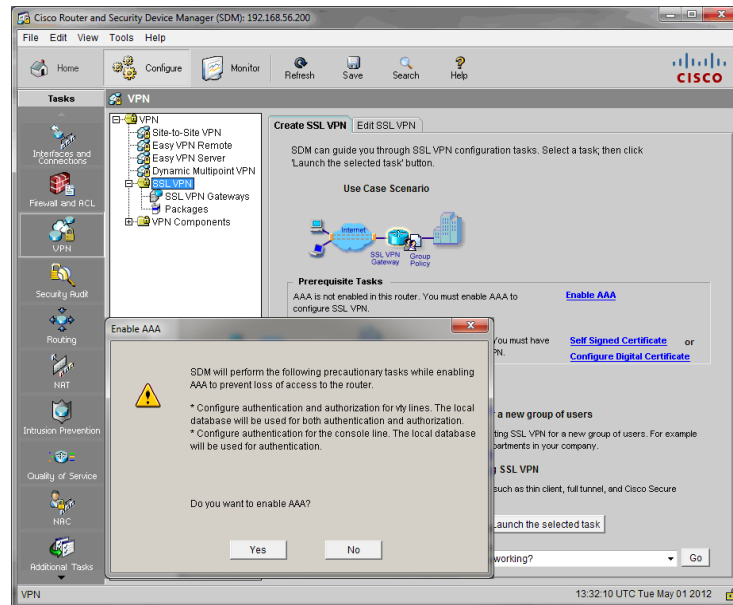 Cisco Router and Security Device Manager (SDM): 192.168.56.200
File Edit View Tools Help
Home Configure Monitor Refresh Save Search Help
CISCO
Tasks
VPN
Interfaces and Connections
Firewall and ACL
VPN
Security Audit
Routing
NAT
Intrusion Prevention
Quality of Service
NAC
Additional Tasks
VPN
Site-to-Site VPN
Easy VPN Remote
Easy VPN Server
Dynamic Multipoint VPN
SSL VPN
SSL VPN Gateways
Packages
VPN Components
Create SSL VPN Edit SSL VPN
SDM can guide you through SSL VPN configuration tasks. Select a task; then click
'Launch the selected task' button.
Use Case Scenario
Internet
SSL VPN
Gateway
Group
Policy
Prerequisite Tasks
AAA is not enabled in this router. You must enable AAA to
configure SSL VPN.
Enable AAA
You must have
PN.
Self Signed Certificate or
Configure Digital Certificate
a new group of users
ting SSL VPN for a new group of users. For example
partments in your company.
SSL VPN
such as thin client, full tunnel, and Cisco Secure
Launch the selected task
working?
Go
Enable AAA
SDM will perform the following precautionary tasks while enabling
AAA to prevent loss of access to the router.
* Configure authentication and authorization for vty lines. The local
database will be used for both authentication and authorization.
* Configure authentication for the console line. The local database
will be used for authentication.
Do you want to enable AAA?
Yes No
VPN
13:32:10 UTC Tue May 01 2012